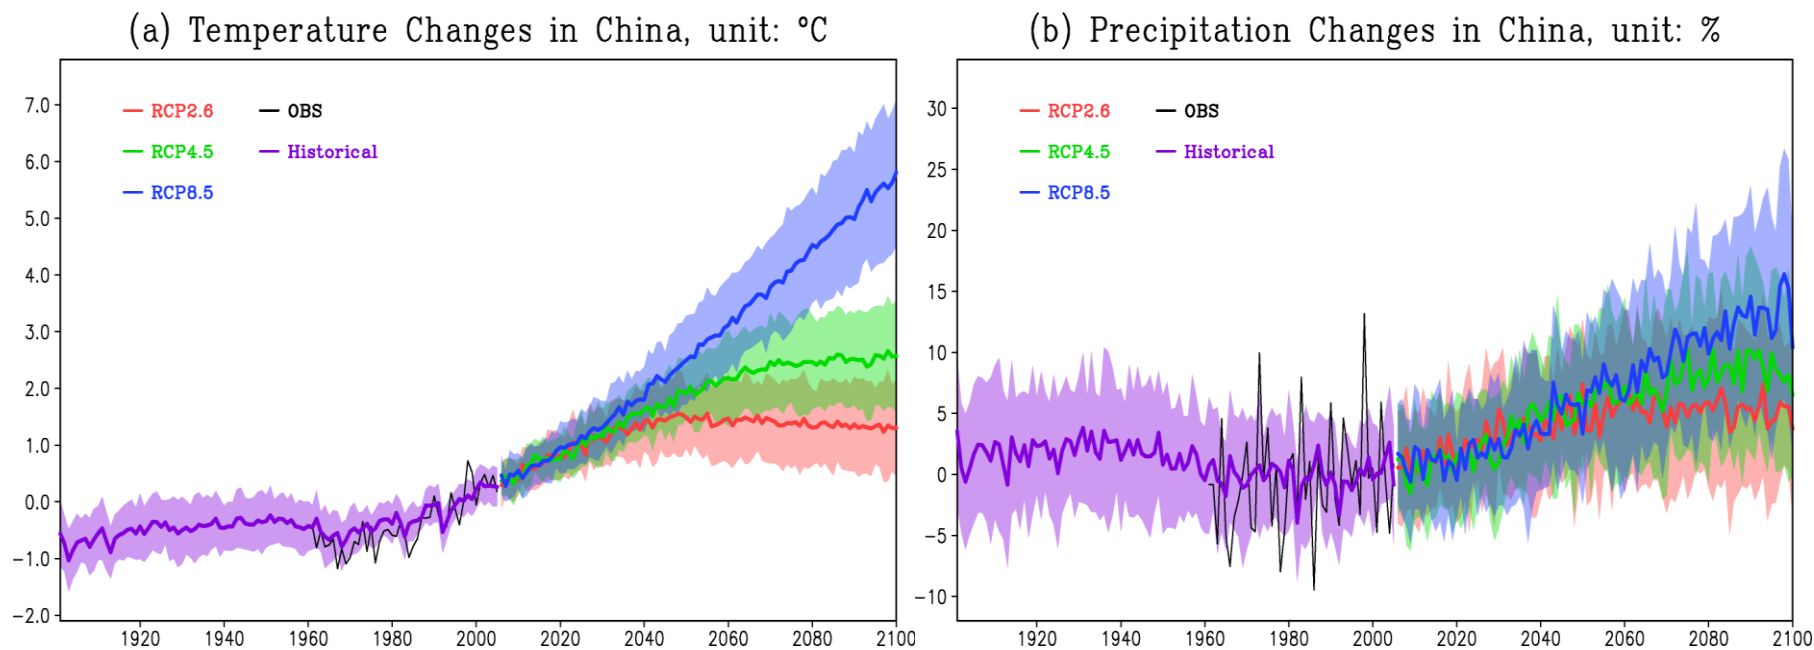 (a) Temperature Changes in China, unit: °C
7.0
6.0
5.0
4.0
3.0
2.0
1.0
0.0
−1.0
−2.0
RCP2.6
OBS
RCP4.5
Historical
RCP8.5
1920 1940 1960 1980 2000 2020 2040 2060 2080 2100
(b) Precipitation Changes in China, unit: %
30
25
20
15
10
5
0
−5
−10
RCP2.6
OBS
RCP4.5
Historical
RCP8.5
1920 1940 1960 1980 2000 2020 2040 2060 2080 2100